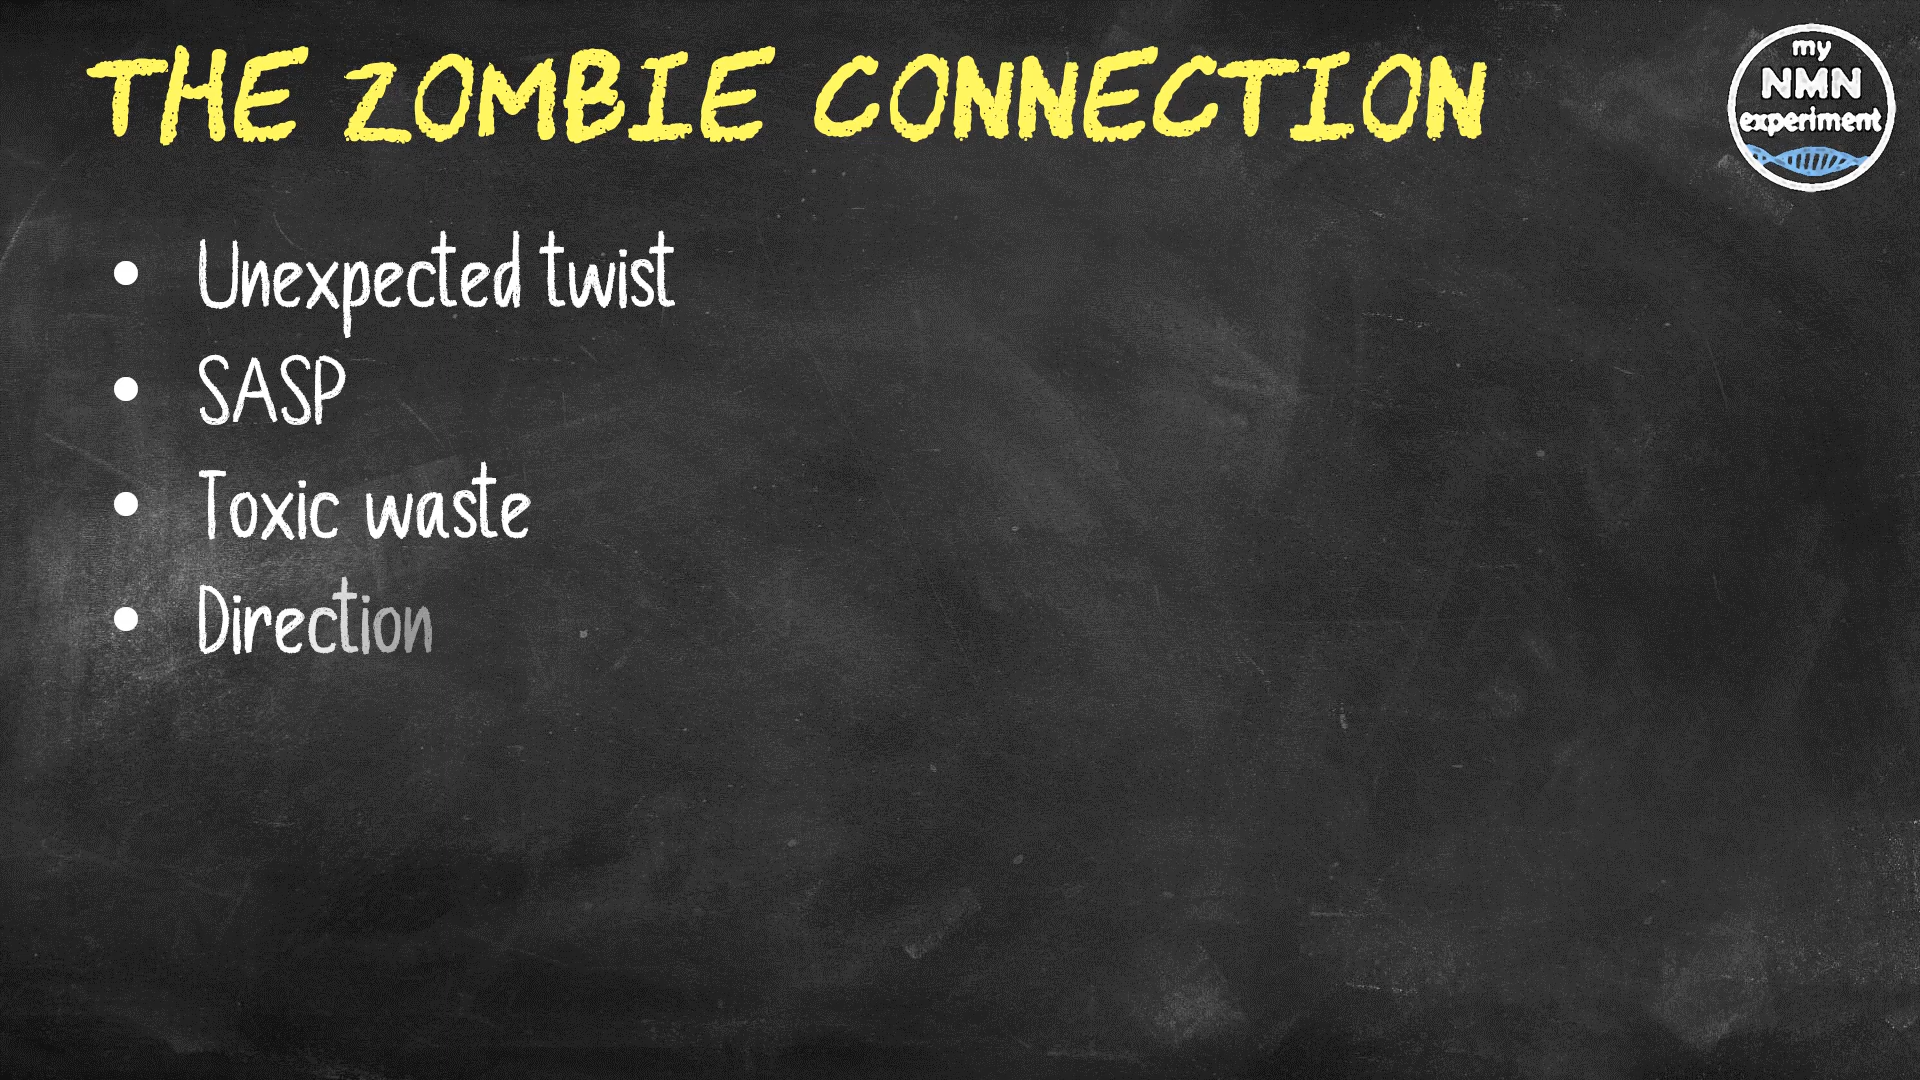 THE ZOMBIE CONNECTION
my
NMN
experiment
• Unexpected twist
• SASP
• Toxic waste
• Direction